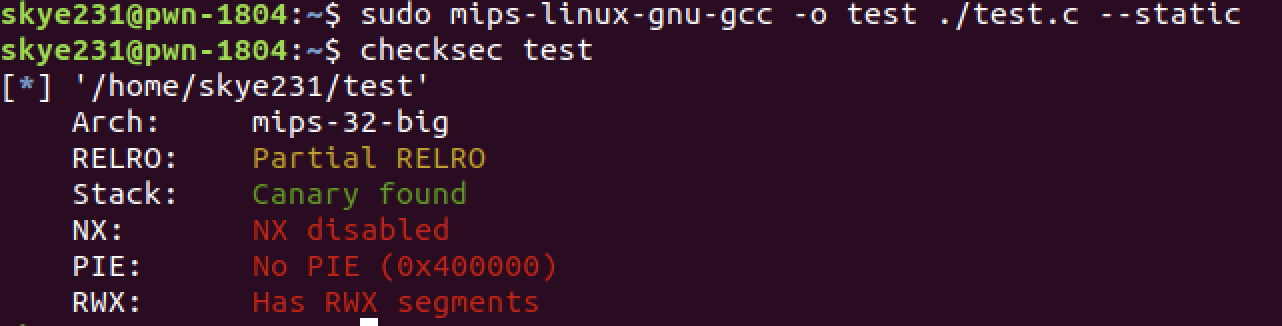 skye231@pwn-1804:~$ sudo mips-linux-gnu-gcc -o test ./test.c --static
skye231@pwn-1804:~$ checksec test
[*] '/home/skye231/test'
    Arch:     mips-32-big
    RELRO:    Partial RELRO
    Stack:    Canary found
    NX:       NX disabled
    PIE:      No PIE (0x400000)
    RWX:      Has RWX segments